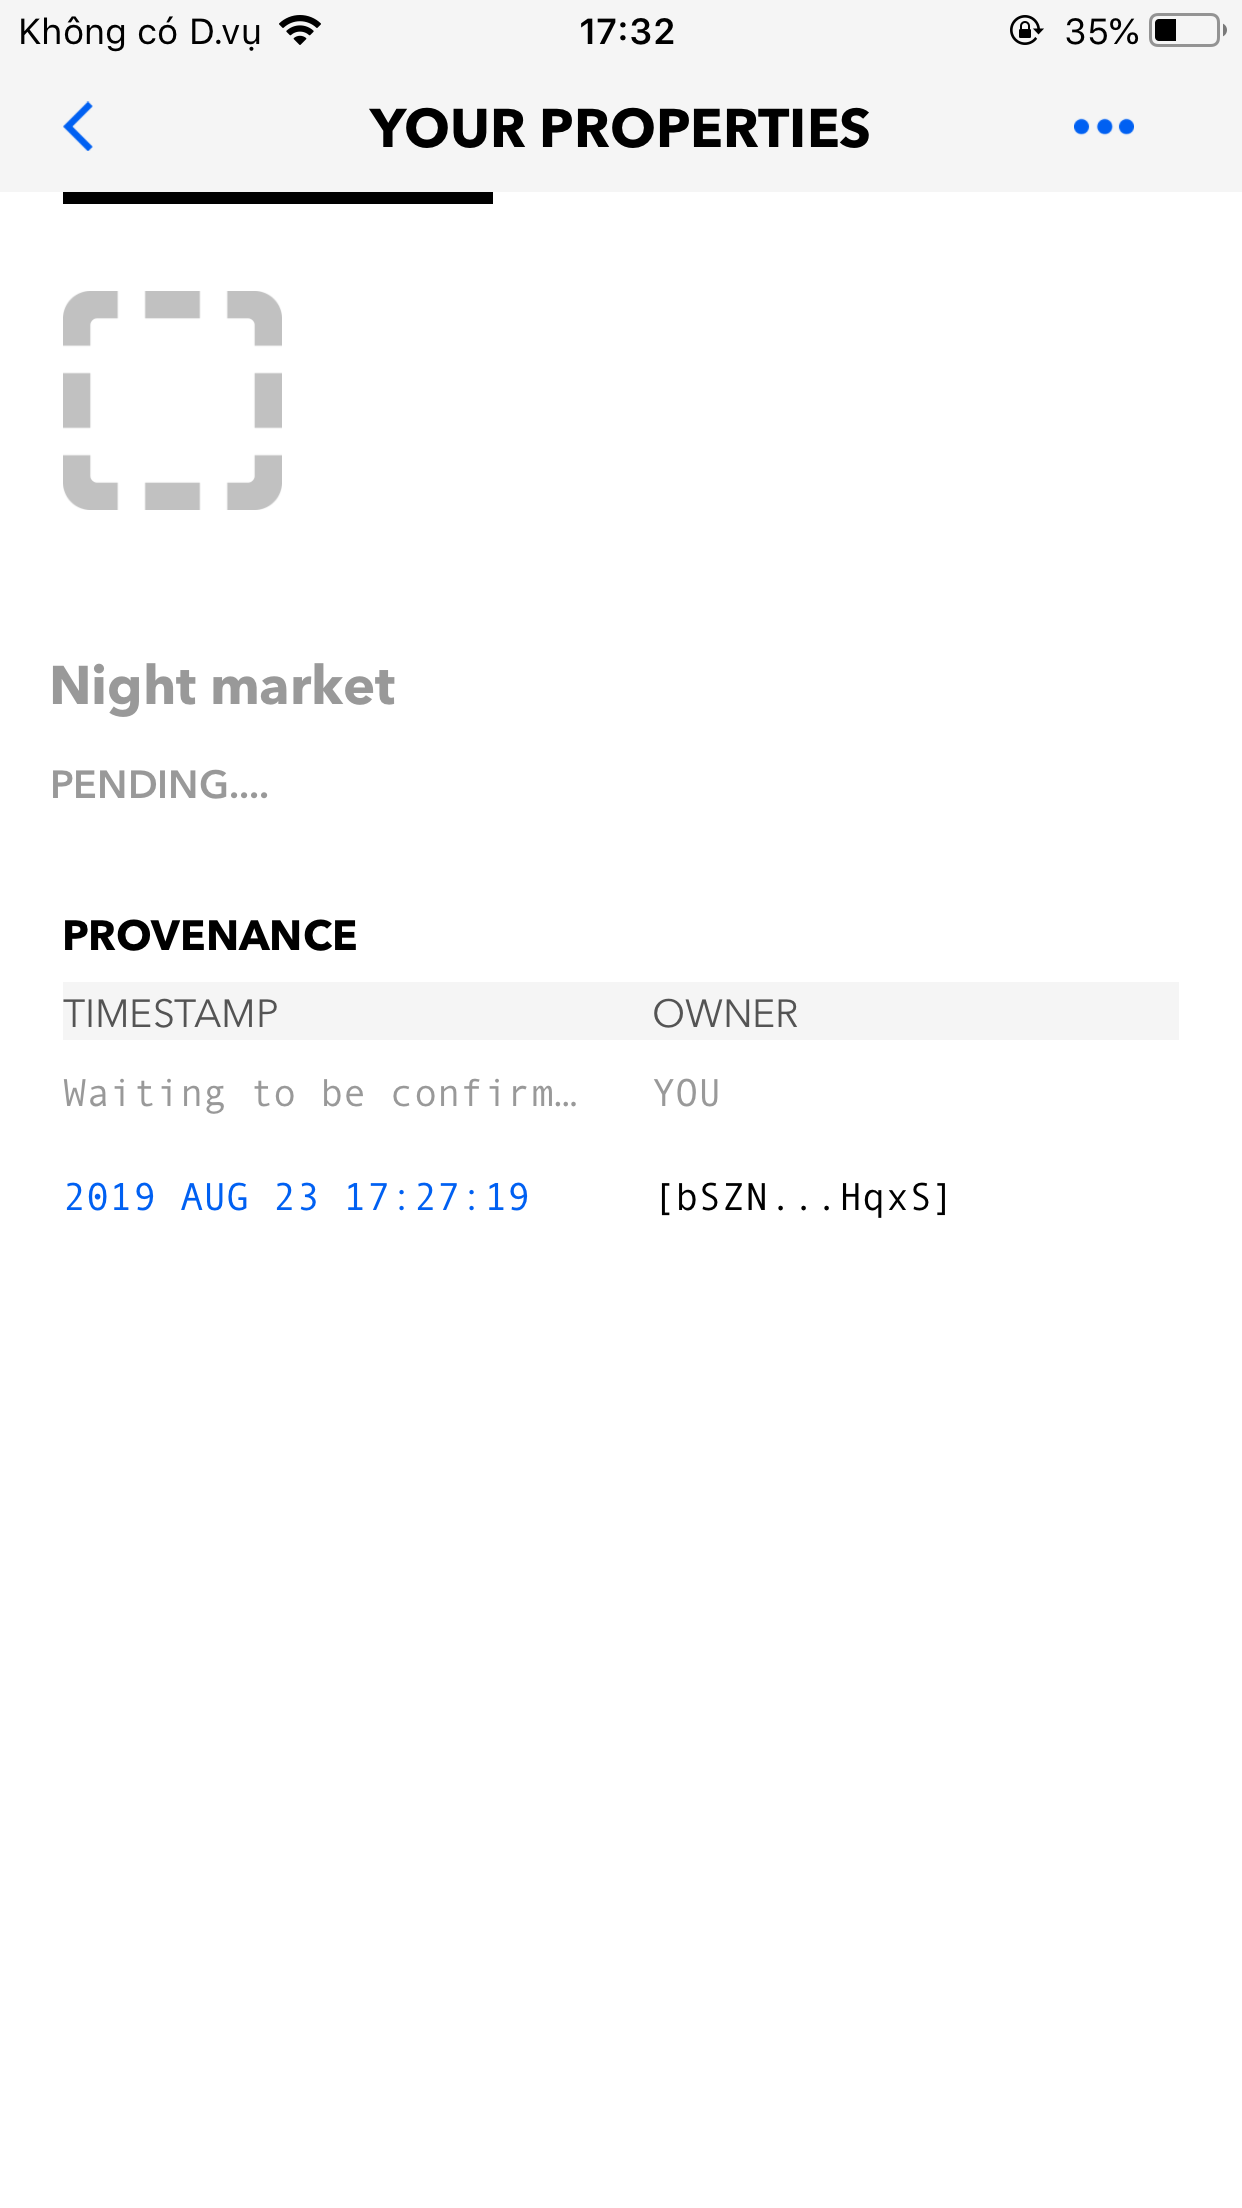 Không có D.vụ 17:32 35%
YOUR PROPERTIES
Night market
PENDING....
PROVENANCE
TIMESTAMP OWNER
Waiting to be confirm... YOU
2019 AUG 23 17:27:19 [bSZN...HqxS]